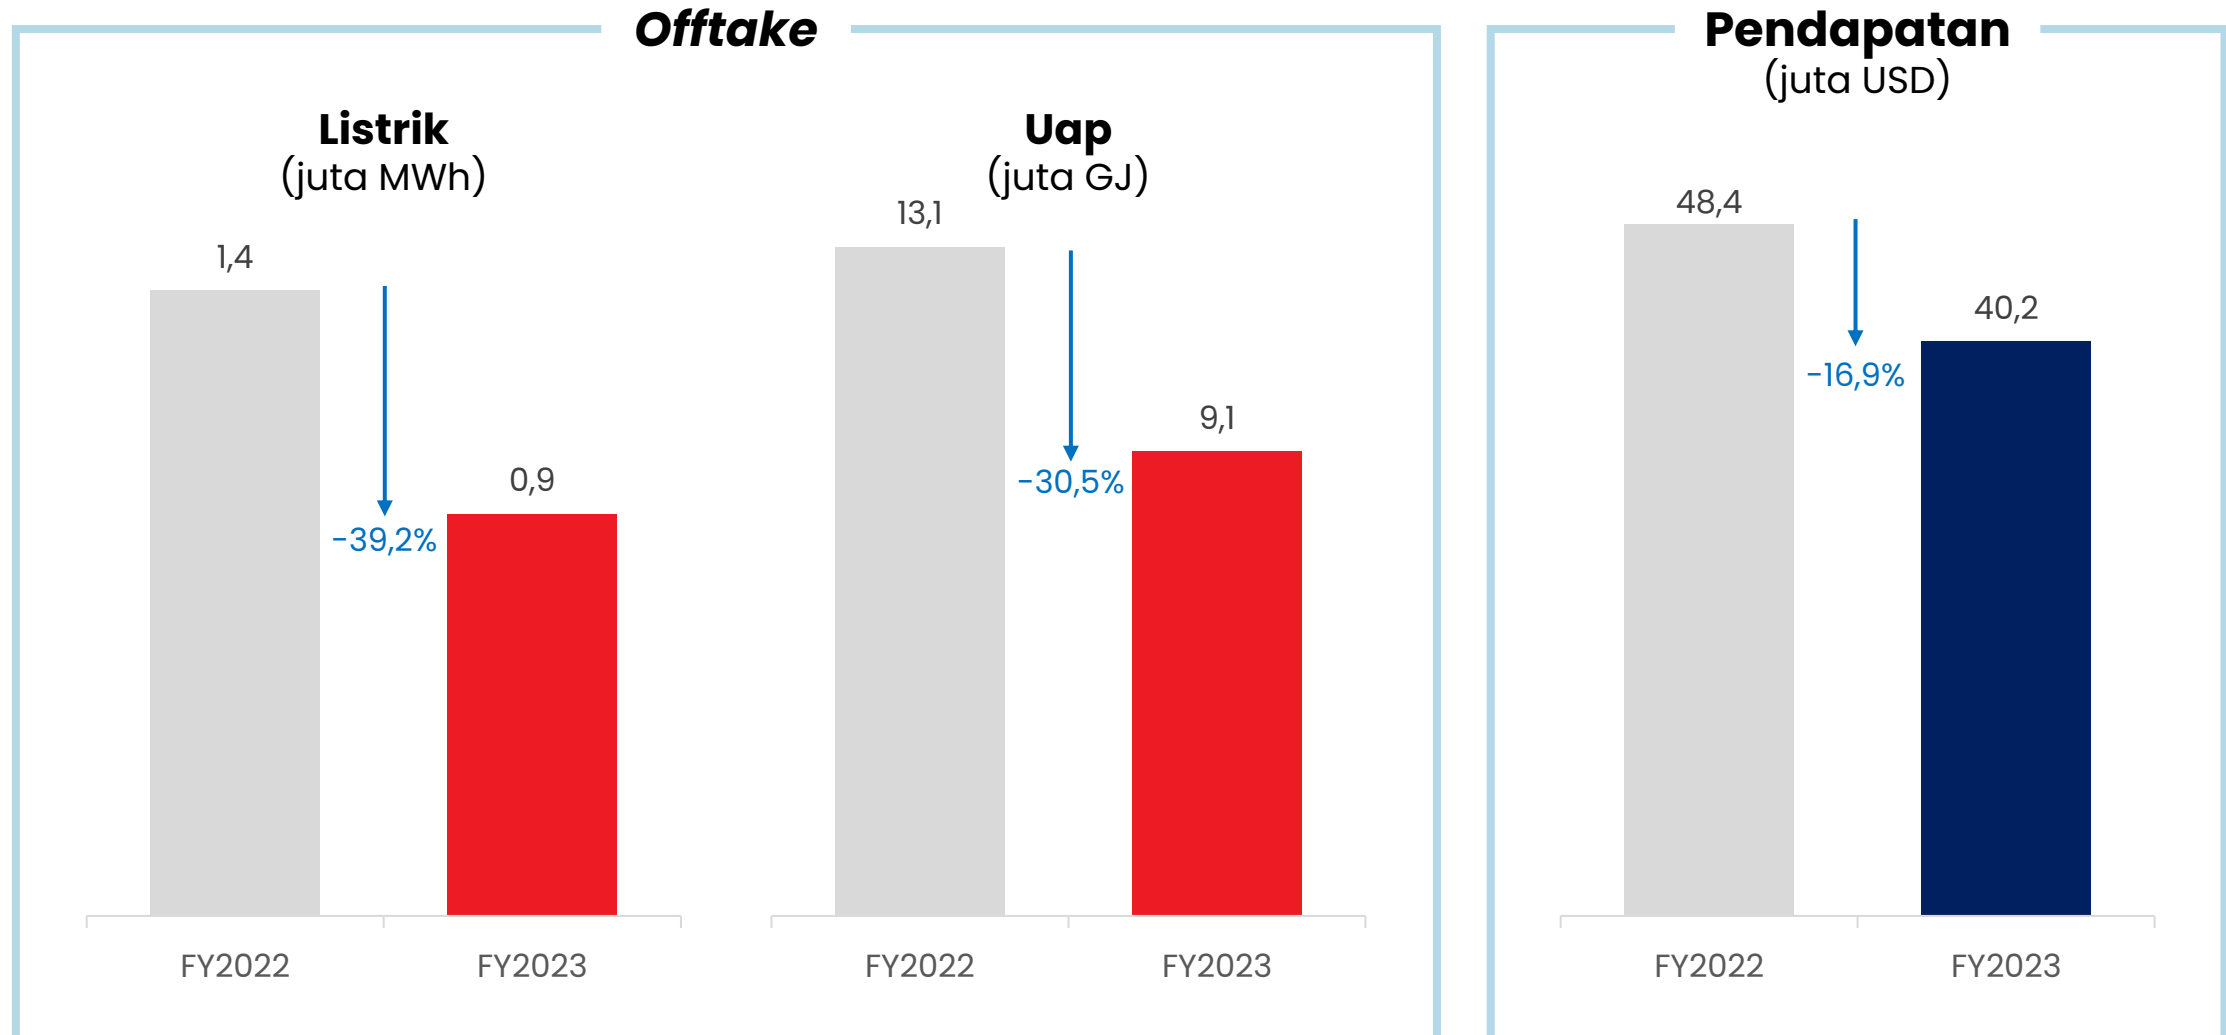 Offtake
Listrik
(juta MWh)
1,4
0,9
-39,2%
FY2022
FY2023
Uap
(juta GJ)
13,1
9,1
-30,5%
FY2022
FY2023
Pendapatan
(juta USD)
48,4
40,2
-16,9%
FY2022
FY2023